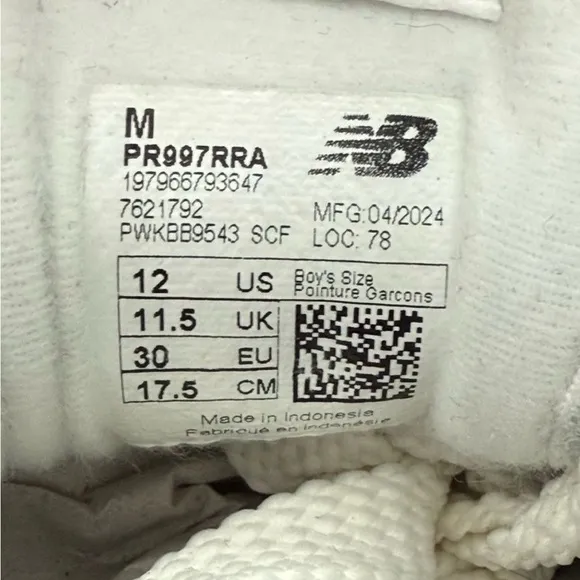 M
PR997RRA
197966793647
7621792
MFG:04/2024
PWKBB9543 SCF
LOC: 78
12 US
Boy's Size
Pointure Garcons
11.5 UK
30 EU
17.5 CM
Made in Indonesia
Fabriqué en Indonésie
NB